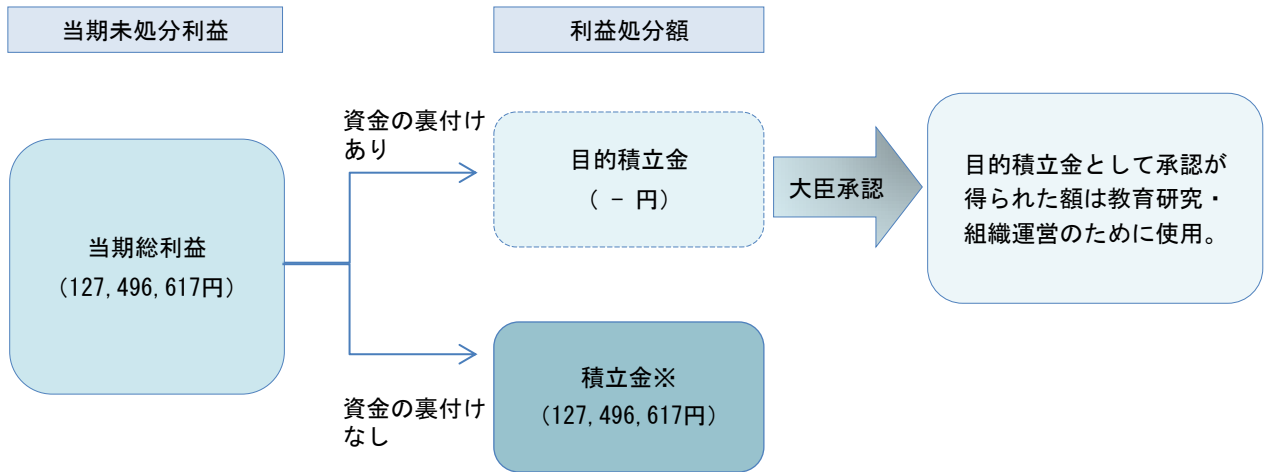 当期未処分利益
利益処分額
資金の裏付け
あり
目的積立金
(－円)
大臣承認
目的積立金として承認が
得られた額は教育研究・
組織運営のために使用。
当期総利益
(127,496,617円)
積立金※
(127,496,617円)
資金の裏付け
なし